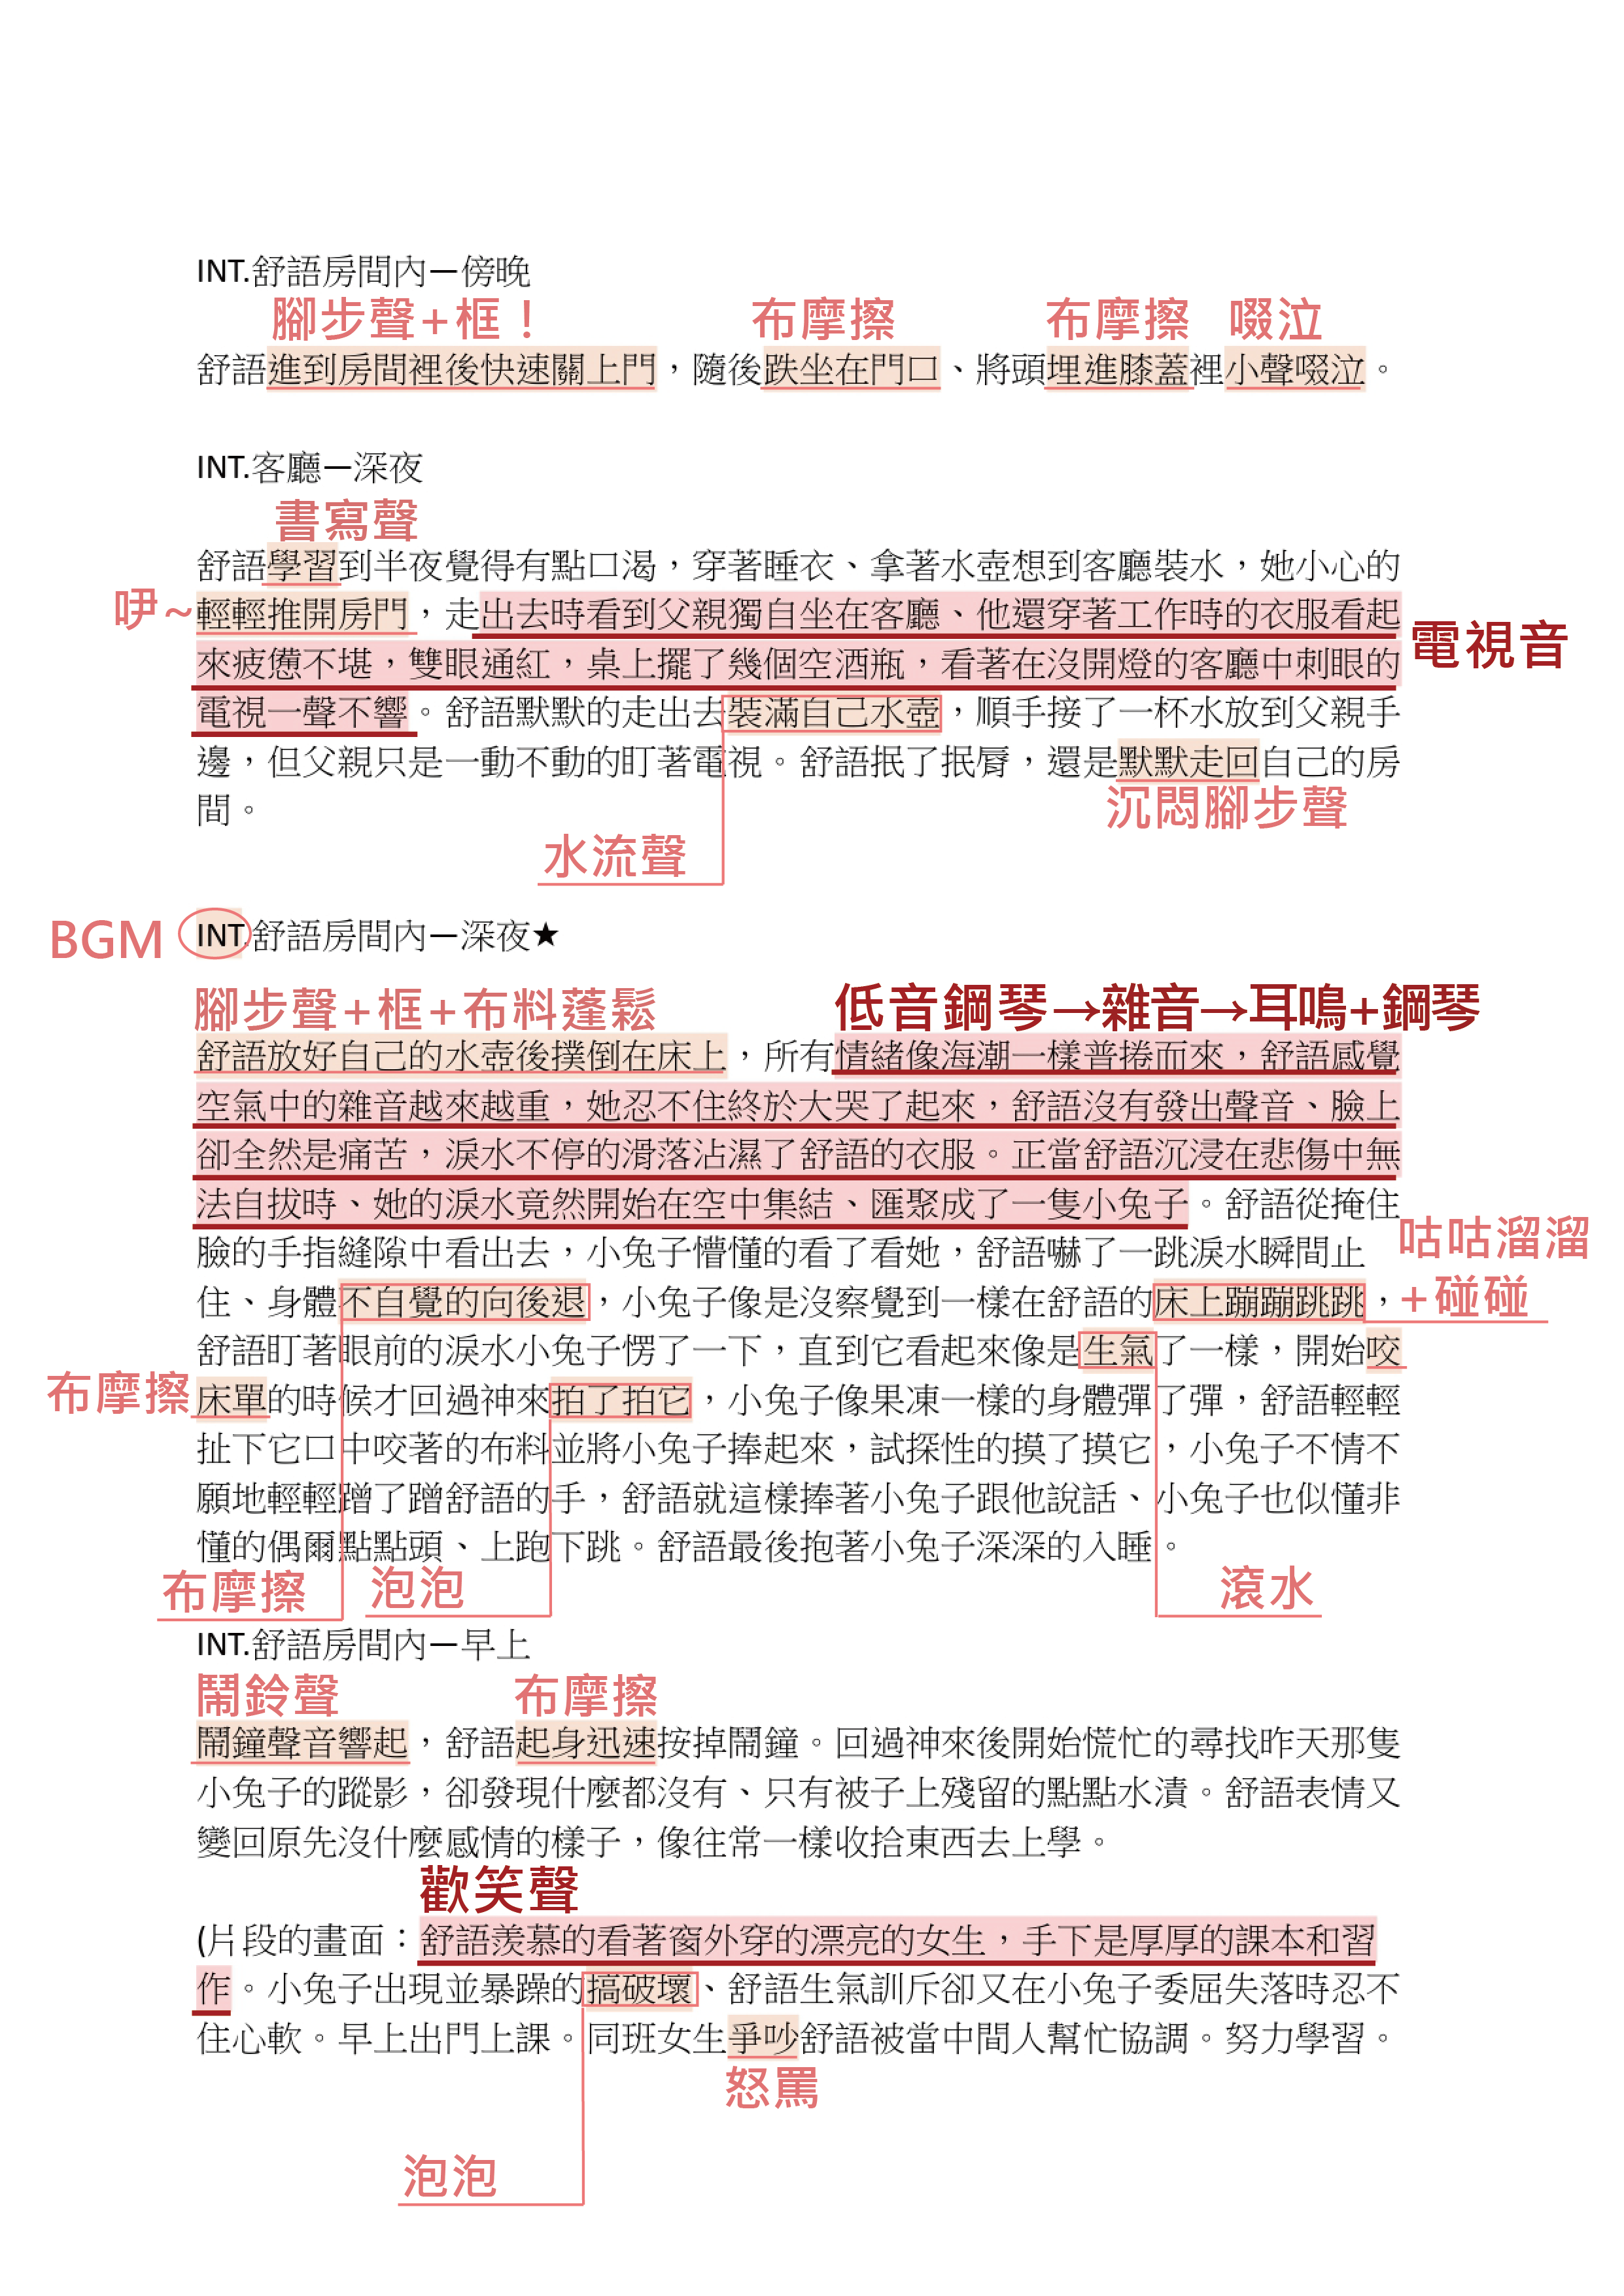 INT.舒語房間內—傍晚
腳步聲+框！ 布摩擦 布摩擦 啜泣
舒語進到房間裡後快速關上門，隨後跌坐在門口、將頭埋進膝蓋裡小聲啜泣。
INT.客廳—深夜
書寫聲
舒語學習到半夜覺得有點口渴，穿著睡衣、拿著水壺想到客廳裝水，她小心的
咿~輕輕推開房門，走出去時看到父親獨自坐在客廳、他還穿著工作時的衣服看起
電視音
來疲憊不堪，雙眼通紅，桌上擺了幾個空酒瓶，看著在沒開燈的客廳中刺眼的
電視一聲不響。舒語默默的走出去裝滿自己水壺，順手接了一杯水放到父親手
邊，但父親只是一動不動的盯著電視。舒語抿了抿脣，還是默默走回自己的房
間。
沉悶腳步聲
水流聲
BGM INT.舒語房間內—深夜★
腳步聲+框+布料蓬鬆 低音鋼琴→雜音→耳鳴+鋼琴
舒語放好自己的水壺後撲倒在床上，所有情緒像海潮一樣普捲而來，舒語感覺
空氣中的雜音越來越重，她忍不住終於大哭了起來，舒語沒有發出聲音、臉上
卻全然是痛苦，淚水不停的滑落沾濕了舒語的衣服。正當舒語沉浸在悲傷中無
法自拔時、她的淚水竟然開始在空中集結、匯聚成了一隻小兔子。舒語從掩住
臉的手指縫隙中看出去，小兔子懵懂的看了看她，舒語嚇了一跳淚水瞬間止
咕咕溜溜
+碰碰
住、身體不自覺的向後退，小兔子像是沒察覺到一樣在舒語的床上蹦蹦跳跳，
舒語盯著眼前的淚水小兔子愣了一下，直到它看起來像是生氣了一樣，開始咬
布摩擦 床單的時候才回過神來拍了拍它，小兔子像果凍一樣的身體彈了彈，舒語輕輕
扯下它口中咬著的布料並將小兔子捧起來，試探性的摸了摸它，小兔子不情不
願地輕輕蹭了蹭舒語的手，舒語就這樣捧著小兔子跟他說話、小兔子也似懂非
懂的偶爾點點頭、上跑下跳。舒語最後抱著小兔子深深的入睡。
布摩擦 泡泡 滾水
INT.舒語房間內—早上
鬧鈴聲 布摩擦
鬧鐘聲音響起，舒語起身迅速按掉鬧鐘。回過神來後開始慌忙的尋找昨天那隻
小兔子的蹤影，卻發現什麼都沒有、只有被子上殘留的點點水漬。舒語表情又
變回原先沒什麼感情的樣子，像往常一樣收拾東西去上學。
歡笑聲
(片段的畫面：舒語羨慕的看著窗外穿的漂亮的女生，手下是厚厚的課本和習
作。小兔子出現並暴躁的搞破壞、舒語生氣訓斥卻又在小兔子委屈失落時忍不
住心軟。早上出門上課。同班女生爭吵舒語被當中間人幫忙協調。努力學習。
怒罵
泡泡